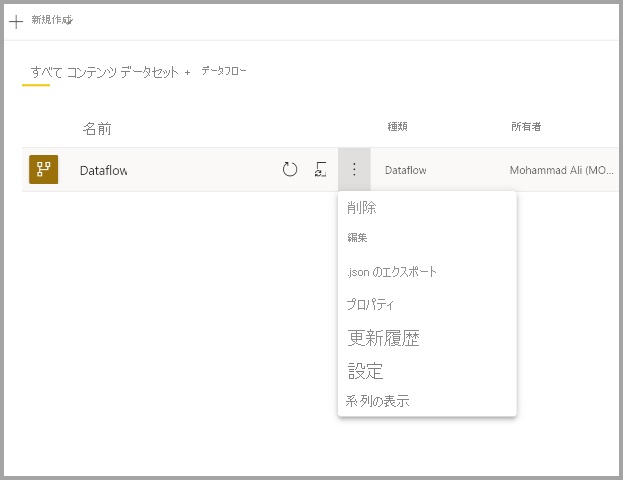 新規作成
すべて コンテンツ データセット + データフロー
名前 種類 所有者
Dataflow Dataflow Mohammad Ali (MO...
削除
編集
.json のエクスポート
プロパティ
更新履歴
設定
系列の表示